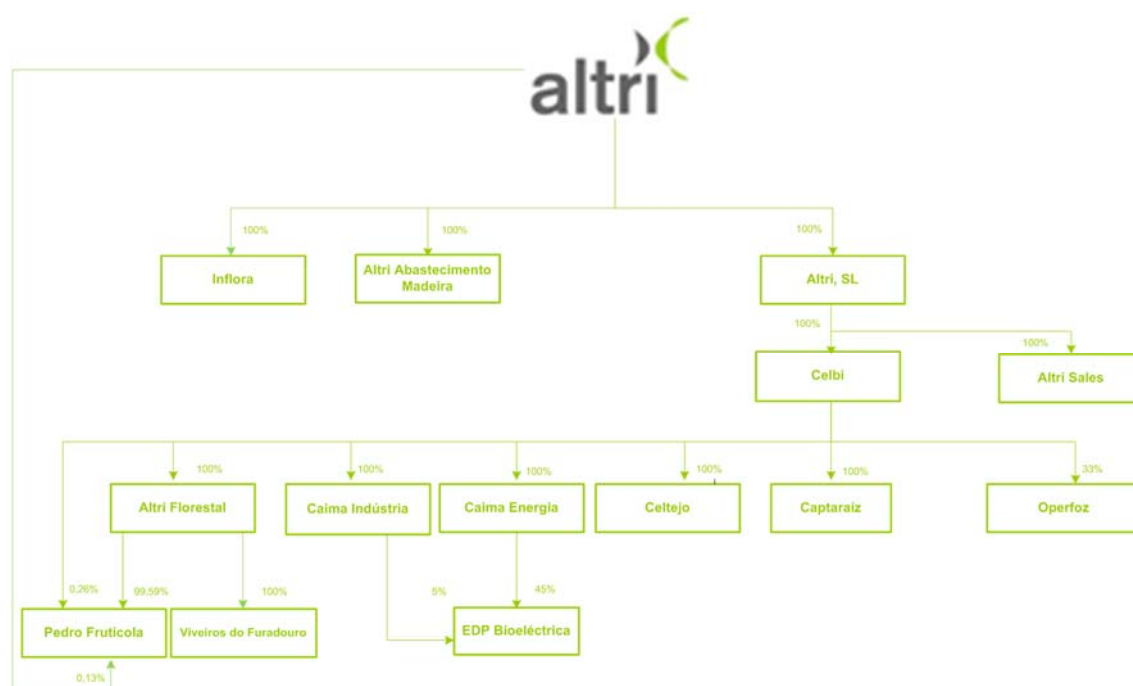 altri
100%
100%
100%
Inflora
Altri Abastecimento
Madeira
Altri, SL
100%
100%
Celbi
Altri Sales
100%
100%
100%
100%
100%
33%
Altri Florestal
Caima Indústria
Caima Energia
Celtejo
Captaraiz
Operfoz
0,26%
99,59%
100%
5%
45%
Pedro Frutícola
Viveiros do Furadouro
EDP Bioeléctrica
0,13%